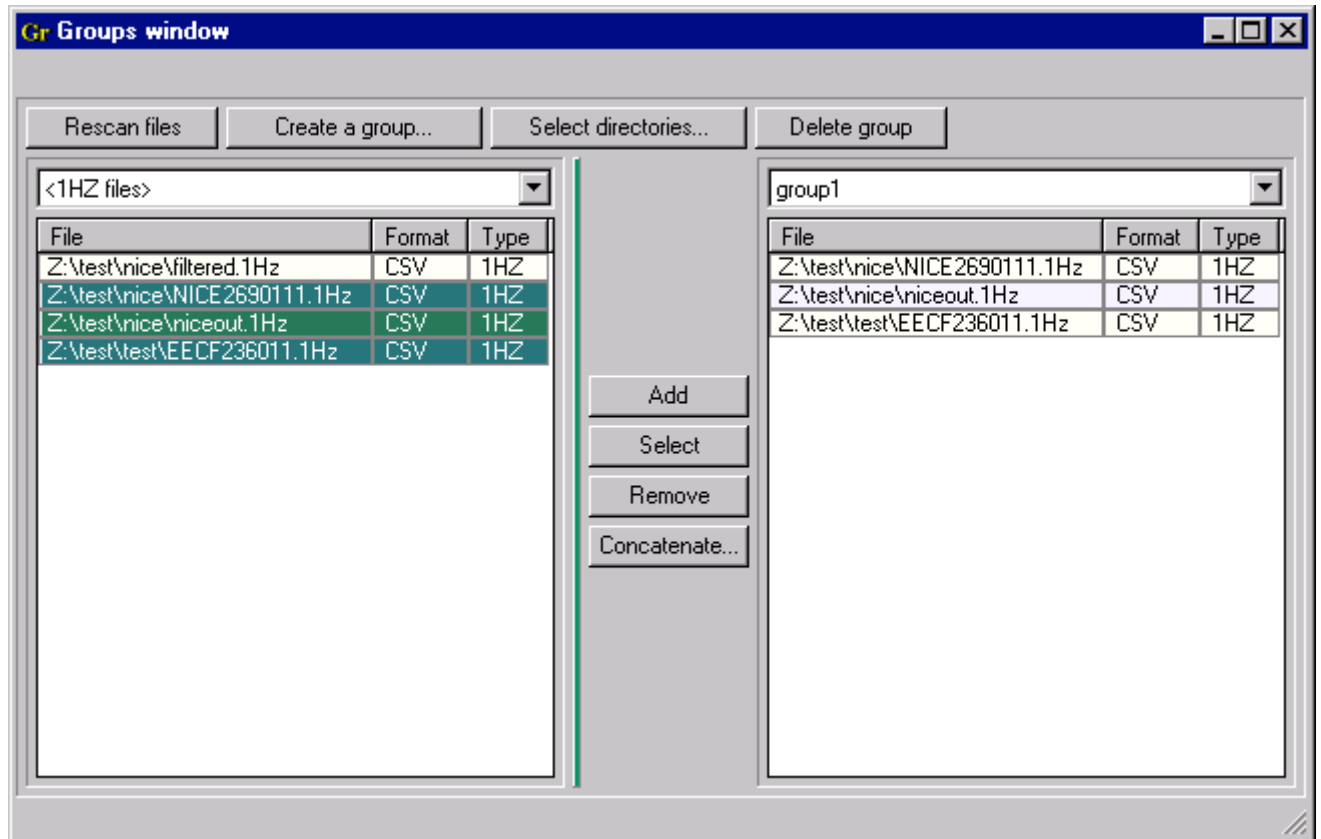 Gr Groups window
Rescan files Create a group... Select directories... Delete group
<1HZ files>
File Format Type
Z:\test\nice\filtered.1Hz CSV 1HZ
Z:\test\nice\NICE2690111.1Hz CSV 1HZ
Z:\test\nice\niceout.1Hz CSV 1HZ
Z:\test\test\EECF236011.1Hz CSV 1HZ
Add
Select
Remove
Concatenate...
group1
File Format Type
Z:\test\nice\NICE2690111.1Hz CSV 1HZ
Z:\test\nice\niceout.1Hz CSV 1HZ
Z:\test\test\EECF236011.1Hz CSV 1HZ